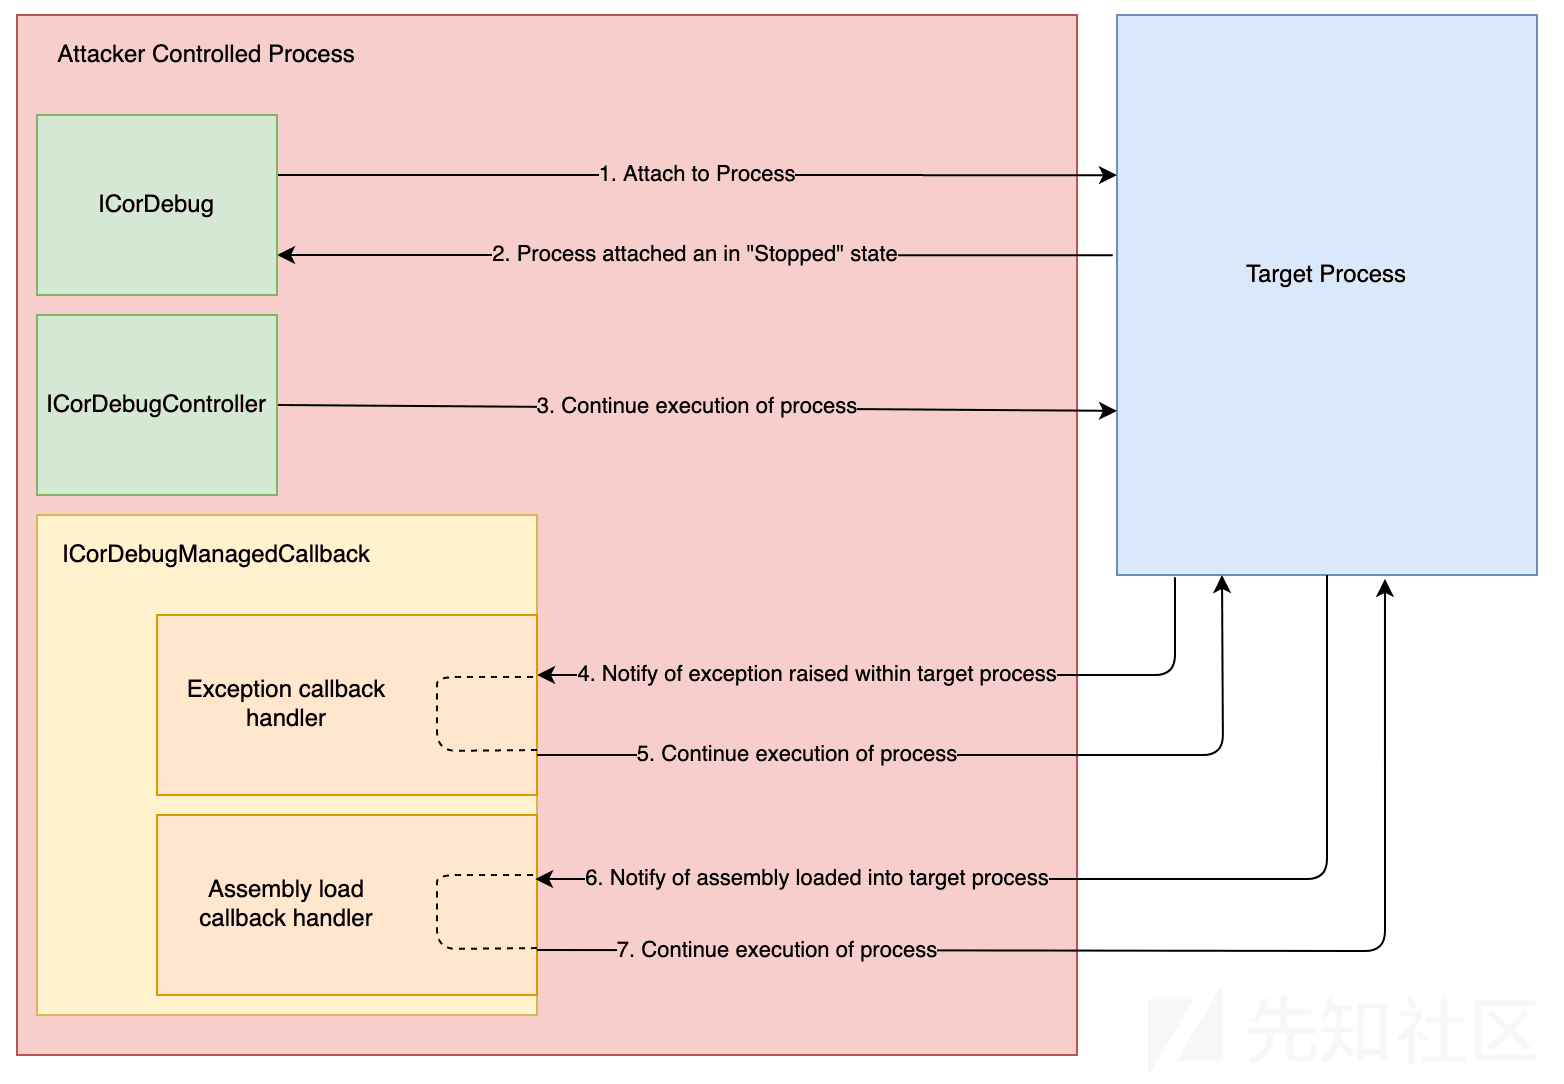 Attacker Controlled Process
ICorDebug
1. Attach to Process
2. Process attached an in "Stopped" state
Target Process
ICorDebugController
3. Continue execution of process
ICorDebugManagedCallback
Exception callback
handler
4. Notify of exception raised within target process
5. Continue execution of process
Assembly load
callback handler
6. Notify of assembly loaded into target process
7. Continue execution of process
先知社区